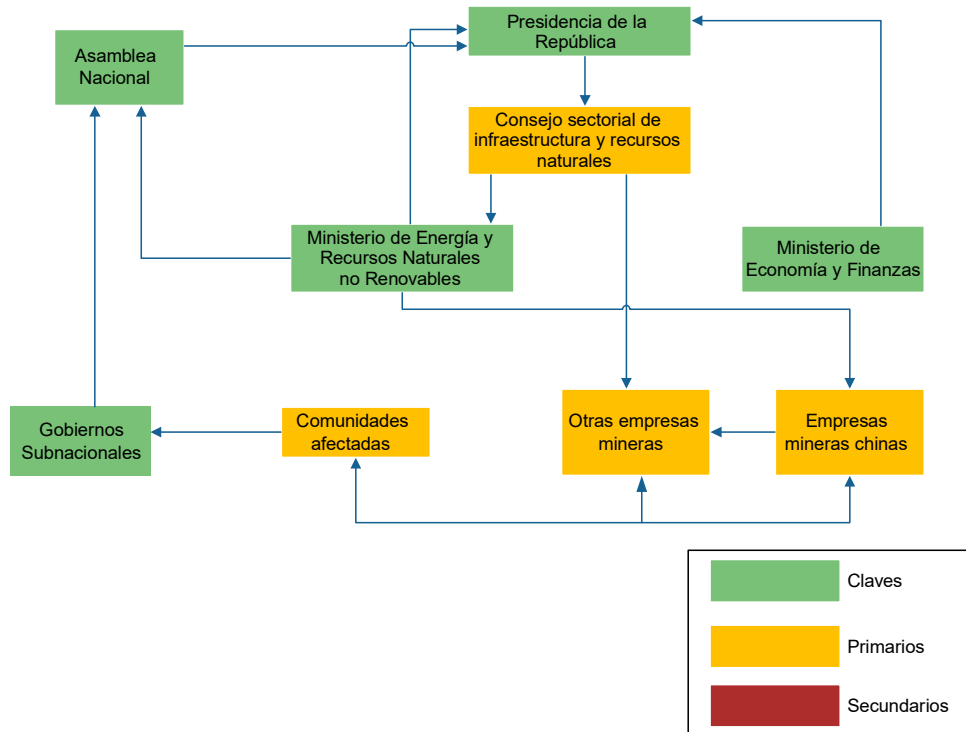 Presidencia de la
República
Asamblea
Nacional
Consejo sectorial de
infraestructura y recursos
naturales
Ministerio de Energía y
Recursos Naturales
no Renovables
Ministerio de
Economía y Finanzas
Gobiernos
Subnacionales
Comunidades
afectadas
Otras empresas
mineras
Empresas
mineras chinas
Claves
Primarios
Secundarios